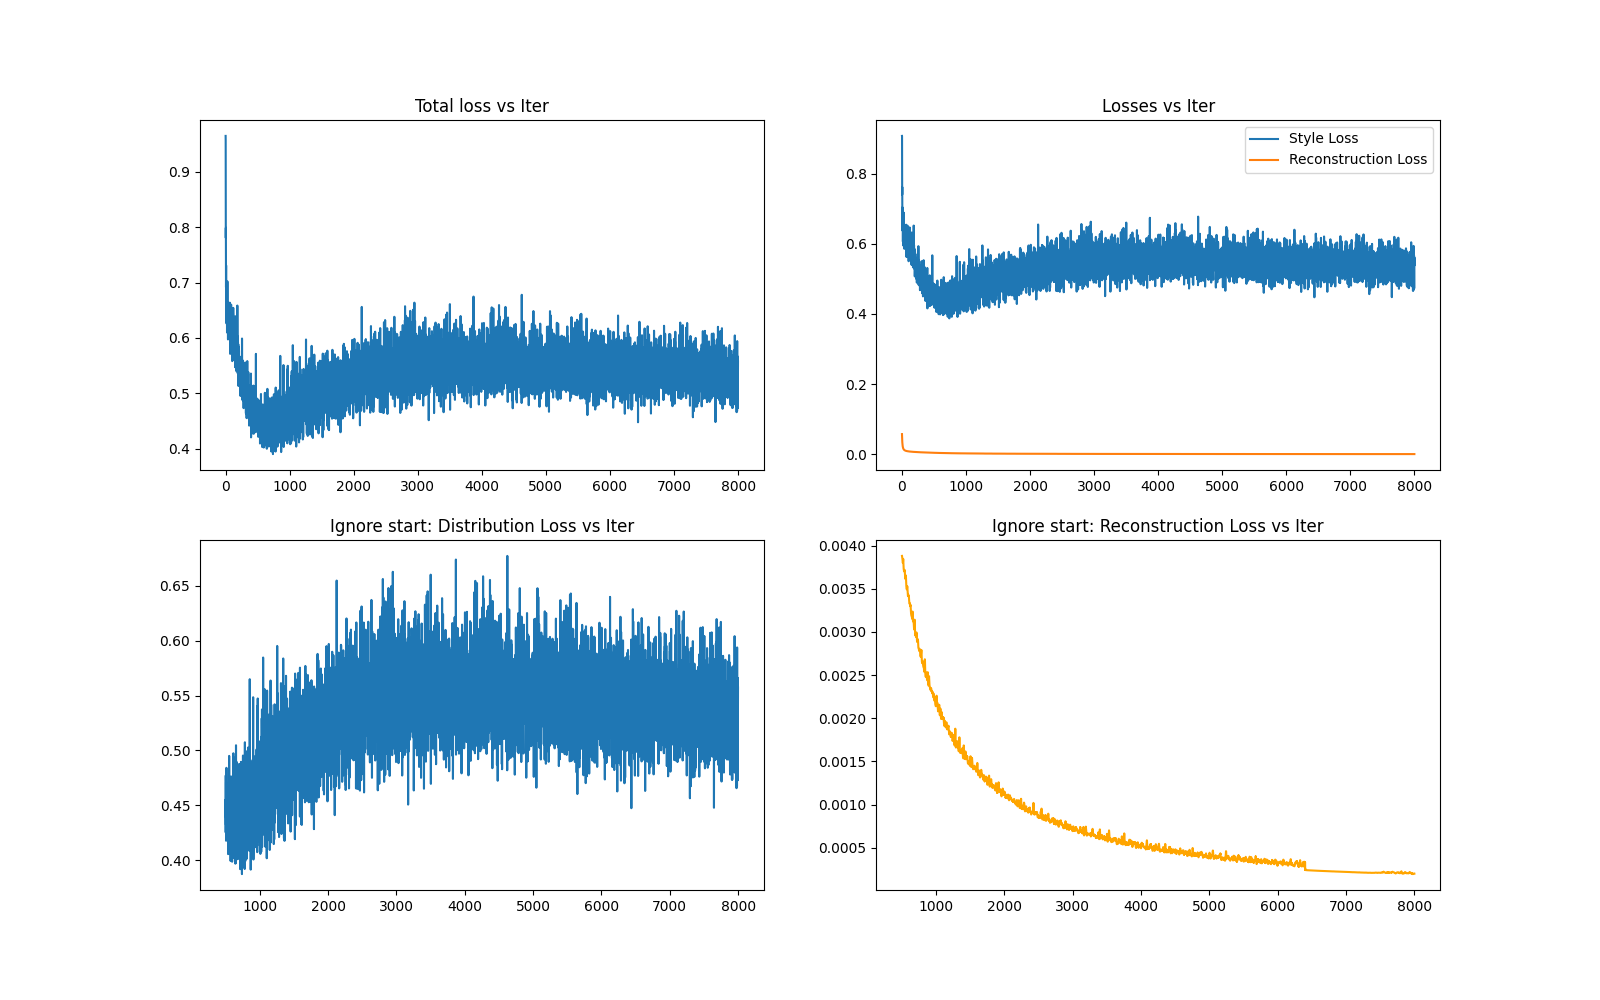 Total loss vs Iter
0.9
0.8
0.7
0.6
0.5
0.4
0 1000 2000 3000 4000 5000 6000 7000 8000
Losses vs Iter
Style Loss
Reconstruction Loss
0.8
0.6
0.4
0.2
0.0
0 1000 2000 3000 4000 5000 6000 7000 8000
Ignore start: Distribution Loss vs Iter
0.65
0.60
0.55
0.50
0.45
0.40
1000 2000 3000 4000 5000 6000 7000 8000
Ignore start: Reconstruction Loss vs Iter
0.0040
0.0035
0.0030
0.0025
0.0020
0.0015
0.0010
0.0005
1000 2000 3000 4000 5000 6000 7000 8000